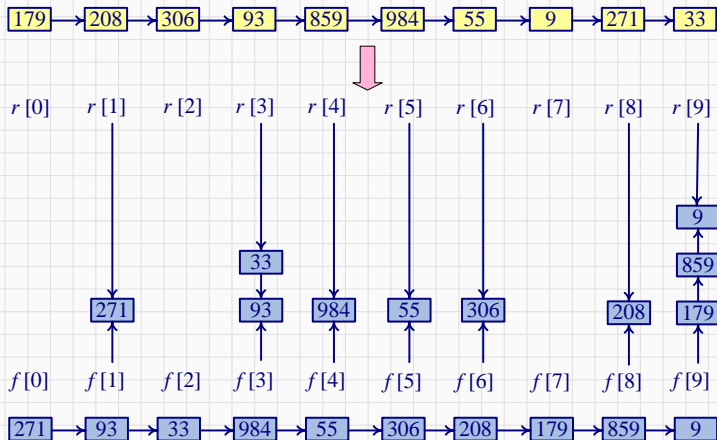 179 208 306 93 859 984 55 9 271 33
r [0] r [1] r [2] r [3] r [4] r [5] r [6] r [7] r [8] r [9]
9
33 859
271 93 984 55 306 208 179
f [0] f [1] f [2] f [3] f [4] f [5] f [6] f [7] f [8] f [9]
271 93 33 984 55 306 208 179 859 9